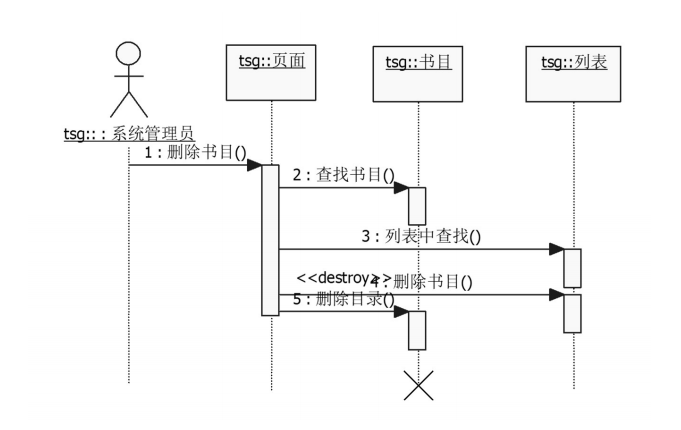 tsg::页面
tsg::书目
tsg::列表
tsg::：系统管理员
1：删除书目()
2：查找书目()
3：列表中查找()
<<destroy>>
4：删除书目()
5：删除目录()